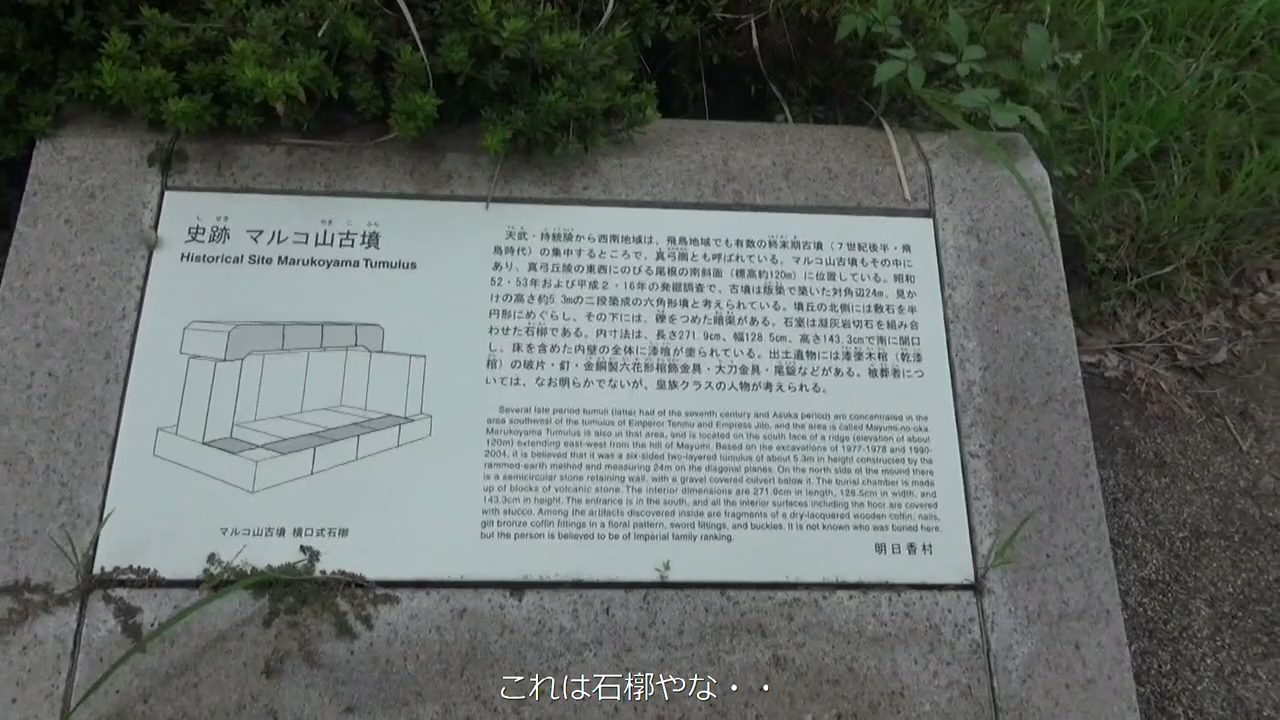 史跡 マルコ山古墳
しせき やまこふん
Historical Site Marukoyama Tumulus
天武・持統陵から西南地域は、飛鳥地域でも有数の終末期古墳（７世紀後半・飛
鳥時代）の集中するところで、真弓崗とも呼ばれている。マルコ山古墳もその中に
あり、真弓丘陵の東西にのびる尾根の南斜面（標高約120m）に位置している。昭和
52・53年および平成２・16年の発掘調査で、古墳は版築で築いた対角辺24m、見か
けの高さ約5.3mの二段築成の六角形墳と考えられている。墳丘の北側には敷石を半
円形にめぐらし、その下には、礫をつめた暗渠がある。石室は凝灰岩切石を組み合
わせた石槨である。内寸法は、長さ271.9cm、幅128.5cm、高さ143.3cmで南に開口
し、床を含めた内壁の全体に漆喰が塗られている。出土遺物には漆塗木棺（乾漆
棺）の破片・釘・金銅製六花形棺飾金具・大刀金具・尾錠などがある。被葬者につ
いては、なお明らかでないが、皇族クラスの人物が考えられる。
Several late period tumuli (latter half of the seventh century and Asuka period) are concentrated in the
area southwest of the tumulus of Emperor Tenmu and Empress Jito, and the area is called Mayumi-no-oka.
Marukoyama Tumulus is also in that area, and is located on the south face of a ridge (elevation of about
120m) extending east-west from the hill of Mayumi. Based on the excavations of 1977-1978 and 1990-
2004, it is believed that it was a six-sided two-layered tumulus of about 5.3m in height constructed by the
rammed-earth method and measuring 24m on the diagonal planes. On the north side of the mound there
is a semicircular stone retaining wall, with a gravel covered culvert below it. The burial chamber is made
up of blocks of volcanic stone. The interior dimensions are 271.9cm in length, 128.5cm in width, and
143.3cm in height. The entrance is in the south, and all the interior surfaces including the floor are covered
with stucco. Among the artifacts discovered inside are fragments of a dry-lacquered wooden coffin, nails,
gilt bronze coffin fittings in a floral pattern, sword fittings, and buckles. It is not known who was buried here,
but the person is believed to be of Imperial family ranking.
マルコ山古墳 横口式石槨
明日香村
これは石槨やな・・